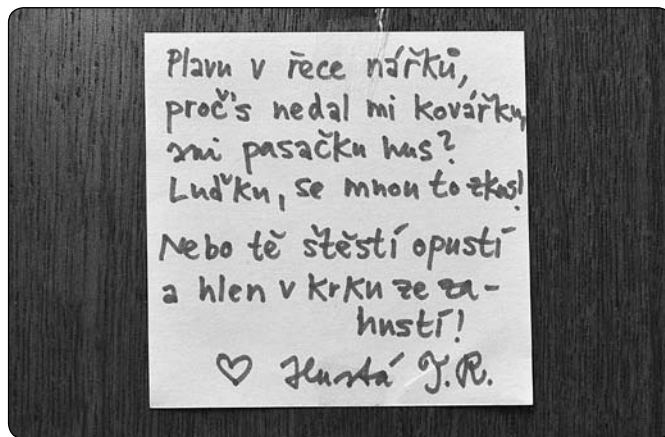 Plavu v řece nářků,
proč's nedal mi kovářku,
ani pasačku hus?
Luďku, se mnou to zkus!
Nebo tě štěstí opustí
a hlen v krku ze za-
hustí!
♡ Hustá J.R.